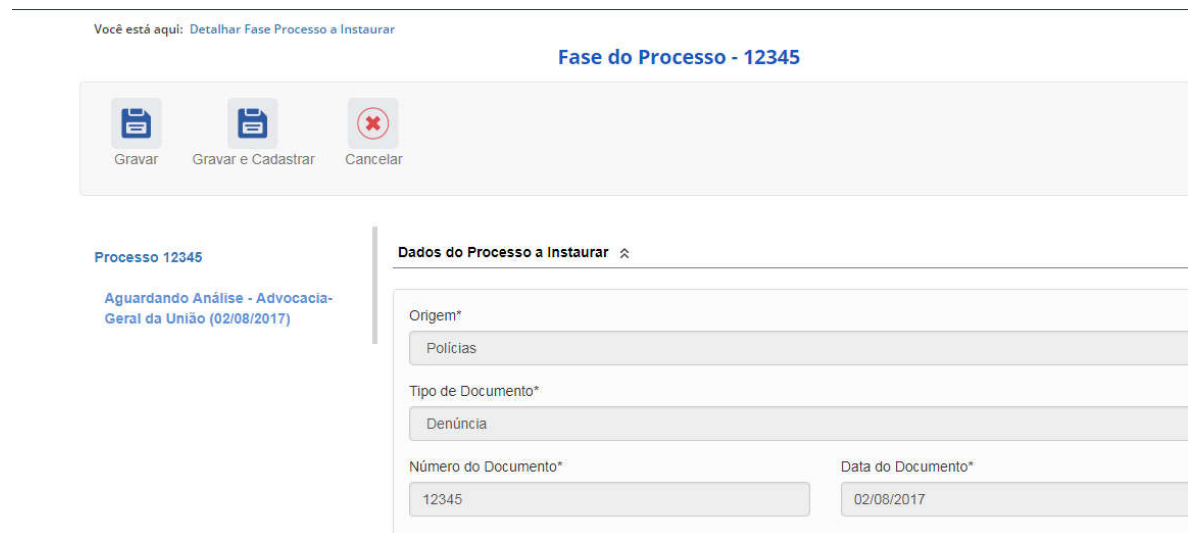 Você está aqui: Detalhar Fase Processo a Instaurar
Fase do Processo - 12345
Gravar
Gravar e Cadastrar
Cancelar
Processo 12345
Aguardando Análise - Advocacia-
Geral da União (02/08/2017)
Dados do Processo a Instaurar
Origem*
Polícias
Tipo de Documento*
Denúncia
Número do Documento*
Data do Documento*
12345
02/08/2017